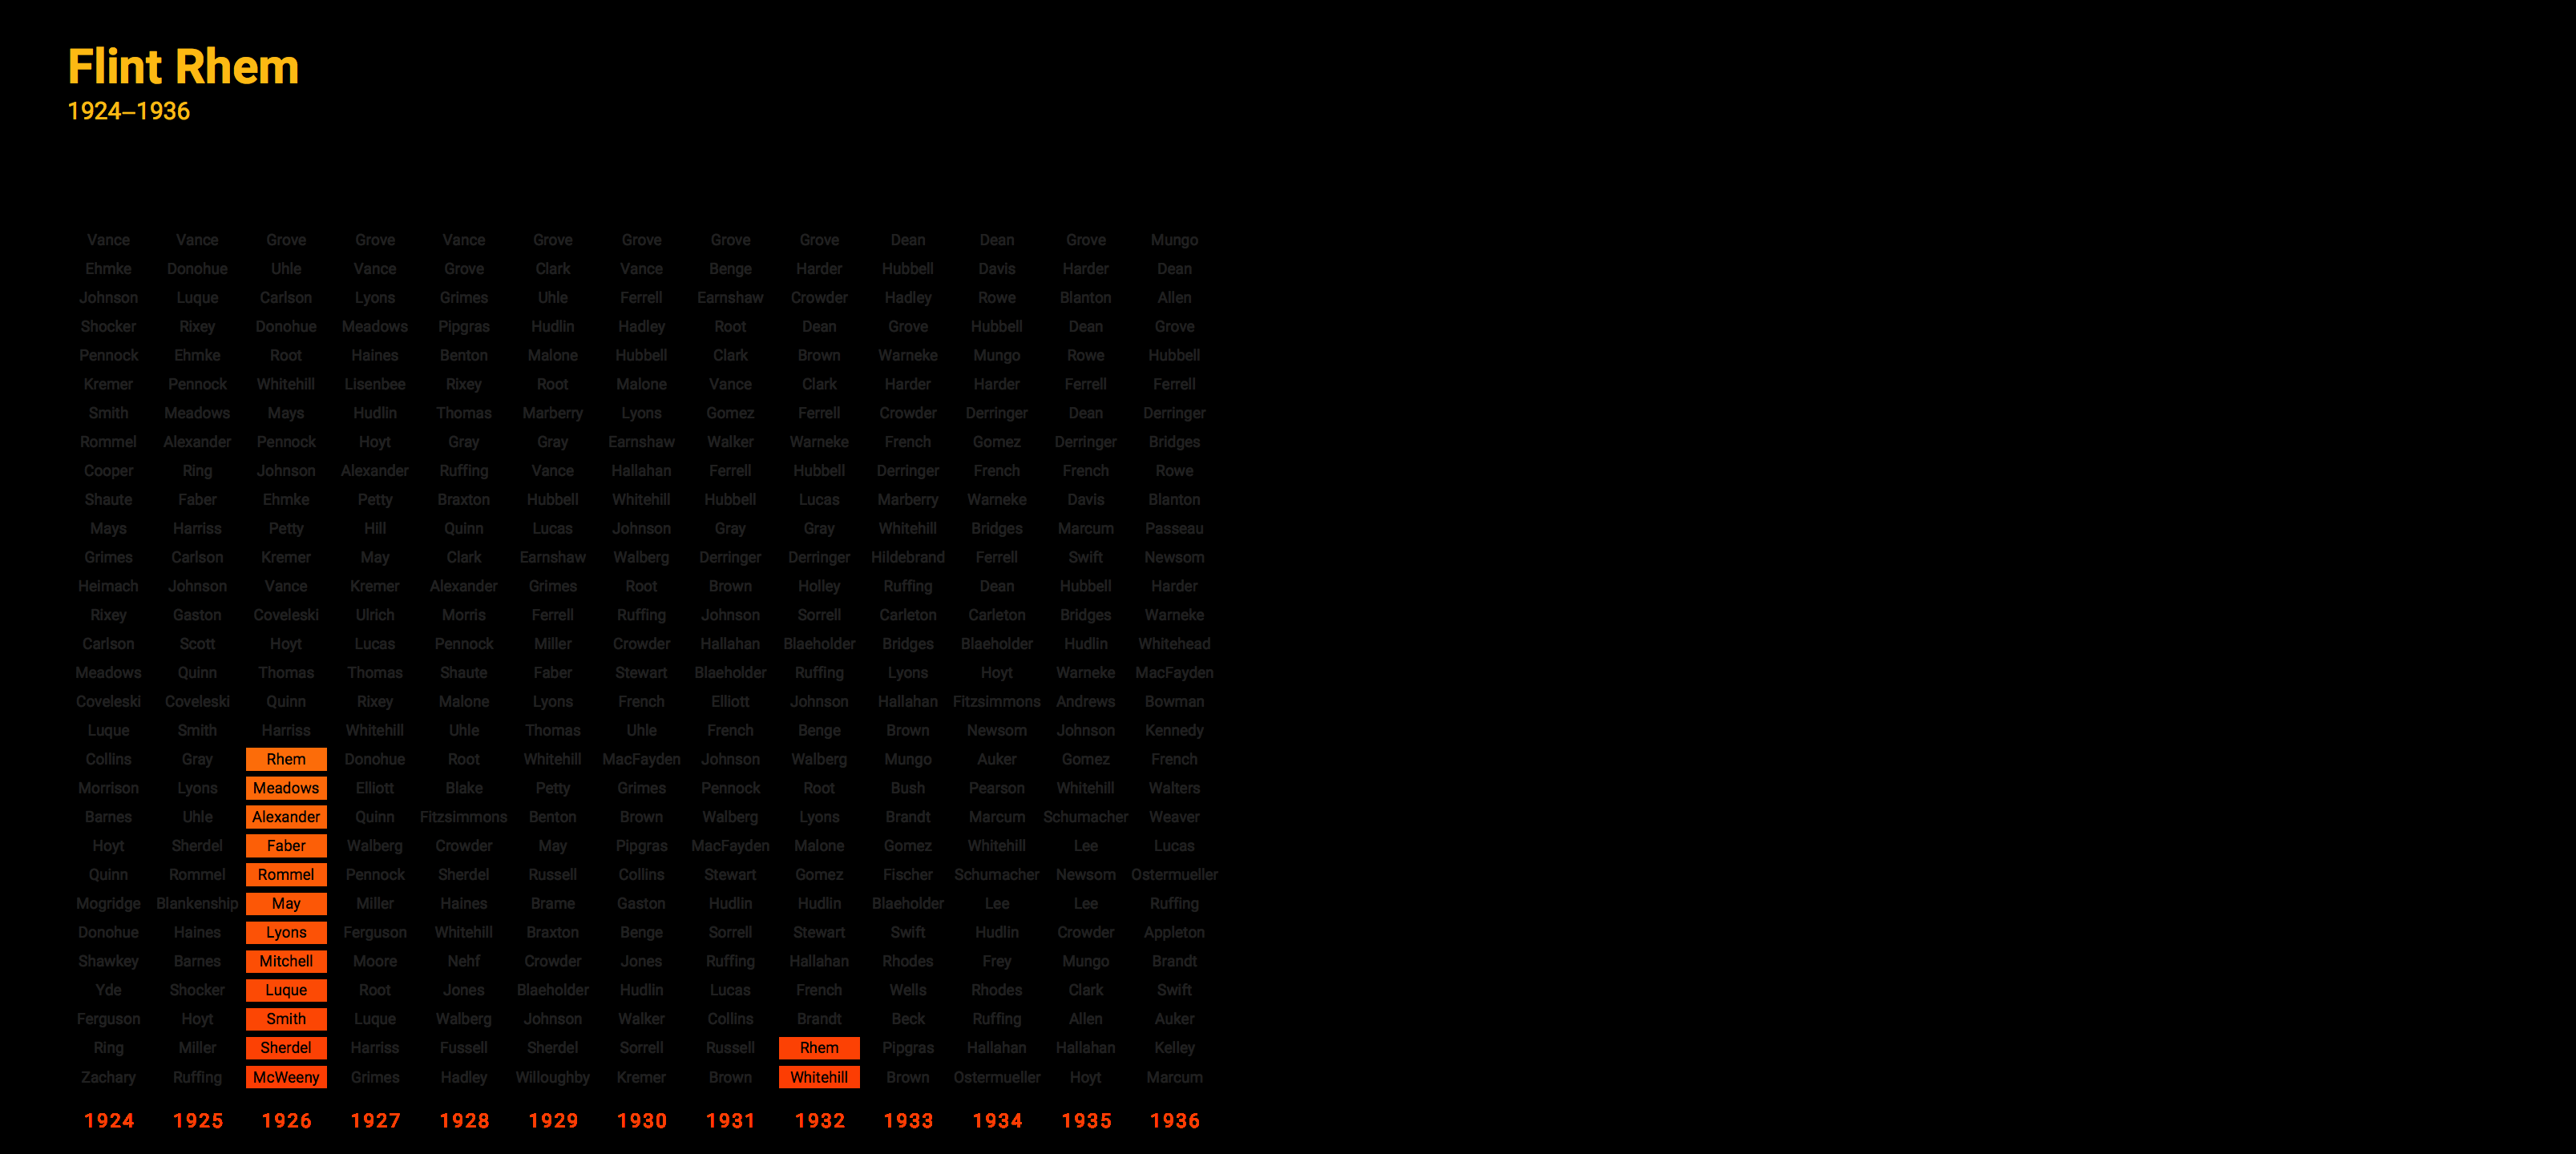 Flint Rhem
1924–1936
Vance Vance Grove Grove Vance Grove Grove Grove Grove Dean Dean Grove Mungo
Ehmke Donohue Uhle Vance Grove Clark Vance Benge Harder Hubbell Davis Harder Dean
Johnson Luque Carlson Lyons Grimes Uhle Ferrell Earnshaw Crowder Hadley Rowe Blanton Allen
Shocker Rixey Donohue Meadows Pipgras Hudlin Hadley Root Dean Grove Hubbell Dean Grove
Pennock Ehmke Root Haines Benton Malone Hubbell Clark Brown Warneke Mungo Rowe Hubbell
Kremer Pennock Whitehill Lisenbee Rixey Root Malone Vance Clark Harder Harder Ferrell Ferrell
Smith Meadows Mays Hudlin Thomas Marberry Lyons Gomez Ferrell Crowder Derringer Dean Derringer
Rommel Alexander Pennock Hoyt Gray Gray Earnshaw Walker Warneke French Gomez Derringer Bridges
Cooper Ring Johnson Alexander Ruffing Vance Hallahan Ferrell Hubbell Derringer French French Rowe
Shaute Faber Ehmke Petty Braxton Hubbell Whitehill Hubbell Lucas Marberry Warneke Davis Blanton
Mays Harriss Petty Hill Quinn Lucas Johnson Gray Gray Whitehill Bridges Marcum Passeau
Grimes Carlson Kremer May Clark Earnshaw Walberg Derringer Derringer Hildebrand Ferrell Swift Newsom
Heimach Johnson Vance Kremer Alexander Grimes Root Brown Holley Ruffing Dean Hubbell Harder
Rixey Gaston Coveleski Ulrich Morris Ferrell Ruffing Johnson Sorrell Carleton Carleton Bridges Warneke
Carlson Scott Hoyt Lucas Pennock Miller Crowder Hallahan Blaeholder Bridges Blaeholder Hudlin Whitehead
Meadows Quinn Thomas Thomas Shaute Faber Stewart Blaeholder Ruffing Lyons Hoyt Warneke MacFayden
Coveleski Coveleski Quinn Rixey Malone Lyons French Elliott Johnson Hallahan Fitzsimmons Andrews Bowman
Luque Smith Harriss Whitehill Uhle Thomas Uhle French Benge Brown Newsom Johnson Kennedy
Collins Gray Rhem Donohue Root Whitehill MacFayden Johnson Walberg Mungo Auker Gomez French
Morrison Lyons Meadows Elliott Blake Petty Grimes Pennock Root Bush Pearson Whitehill Walters
Barnes Uhle Alexander Quinn Fitzsimmons Benton Brown Walberg Lyons Brandt Marcum Schumacher Weaver
Hoyt Sherdel Faber Walberg Crowder May Pipgras MacFayden Malone Gomez Whitehill Lee Lucas
Quinn Rommel Rommel Pennock Sherdel Russell Collins Stewart Gomez Fischer Schumacher Newsom Ostermueller
Mogridge Blankenship May Miller Haines Brame Gaston Hudlin Hudlin Blaeholder Lee Lee Ruffing
Donohue Haines Lyons Ferguson Whitehill Braxton Benge Sorrell Stewart Swift Hudlin Crowder Appleton
Shawkey Barnes Mitchell Moore Nehf Crowder Jones Ruffing Hallahan Rhodes Frey Mungo Brandt
Yde Shocker Luque Root Jones Blaeholder Hudlin Lucas French Wells Rhodes Clark Swift
Ferguson Hoyt Smith Luque Walberg Johnson Walker Collins Brandt Beck Ruffing Allen Auker
Ring Miller Sherdel Harriss Fussell Sherdel Sorrell Russell Rhem Pipgras Hallahan Hallahan Kelley
Zachary Ruffing McWeeny Grimes Hadley Willoughby Kremer Brown Whitehill Brown Ostermueller Hoyt Marcum
1924 1925 1926 1927 1928 1929 1930 1931 1932 1933 1934 1935 1936